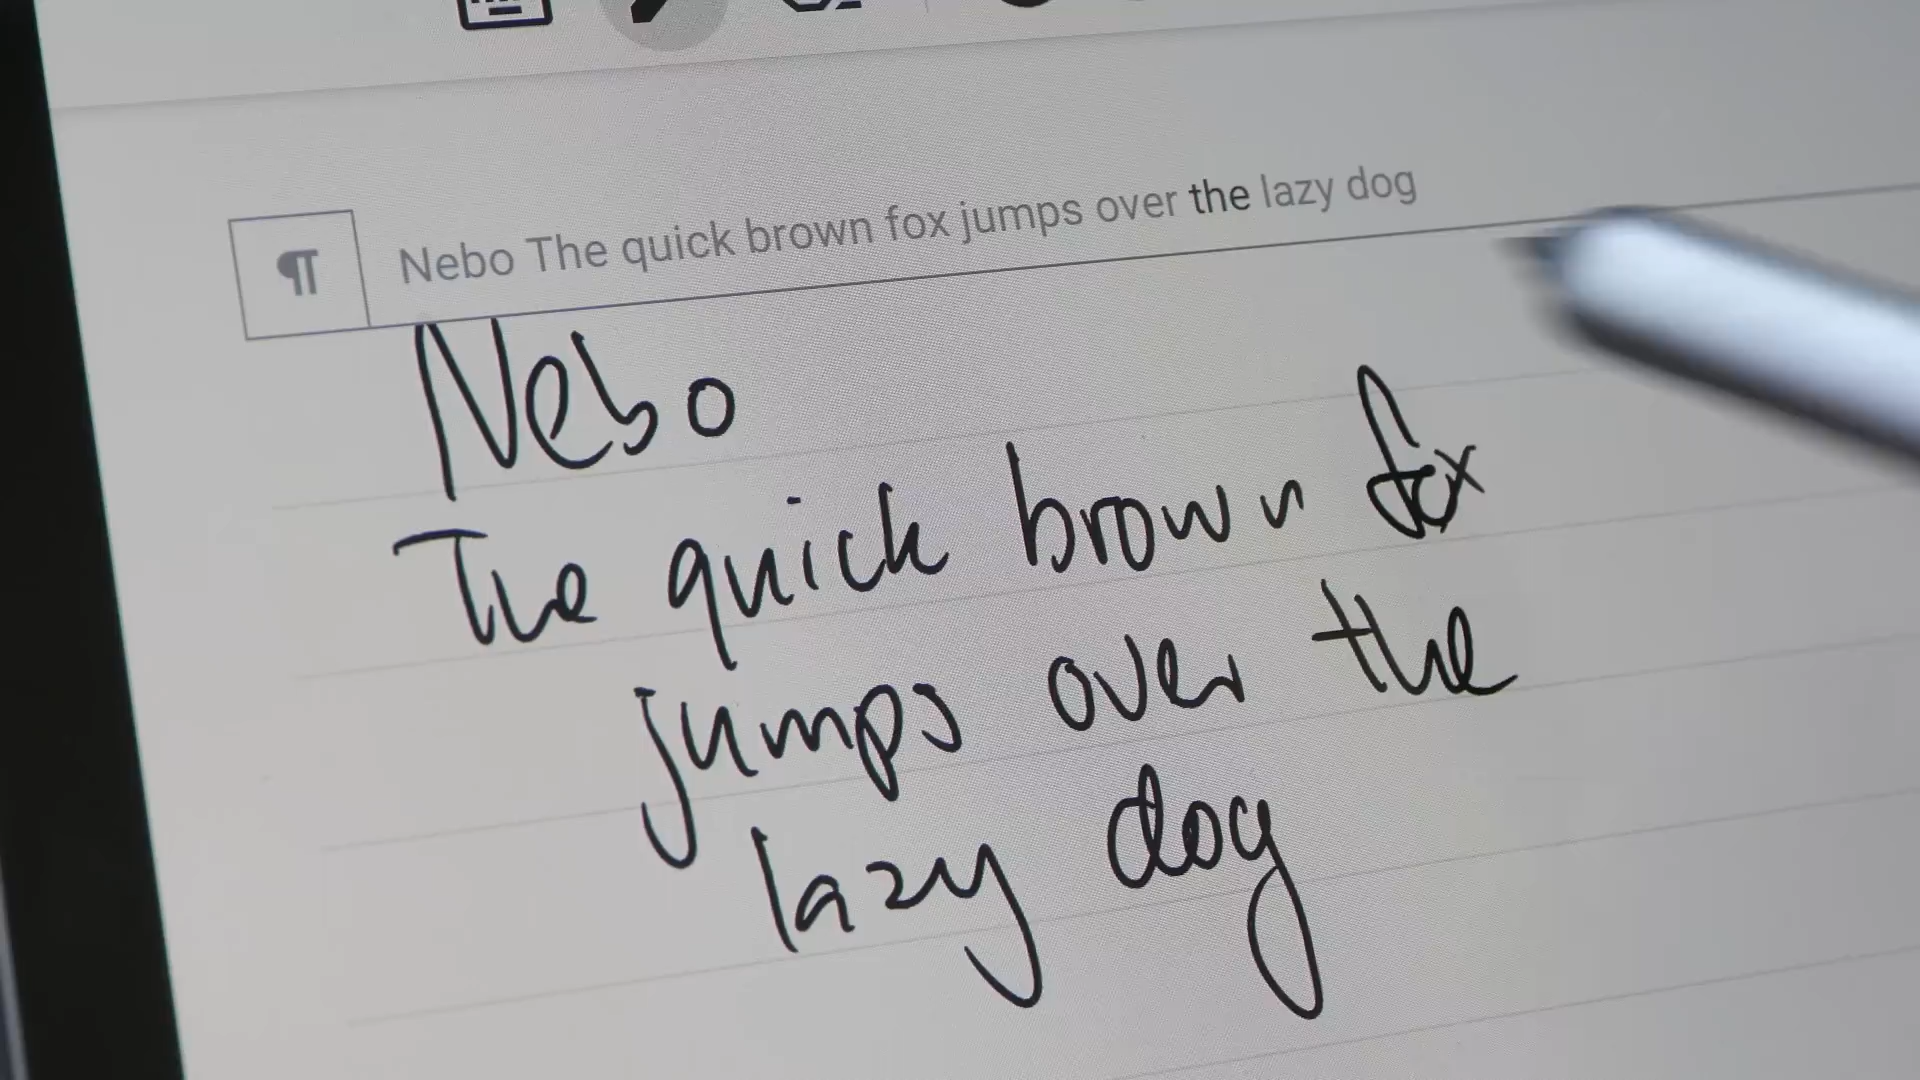 ¶ Nebo The quick brown fox jumps over the lazy dog
Nebo
The quick brown fox
jumps over the
lazy dog